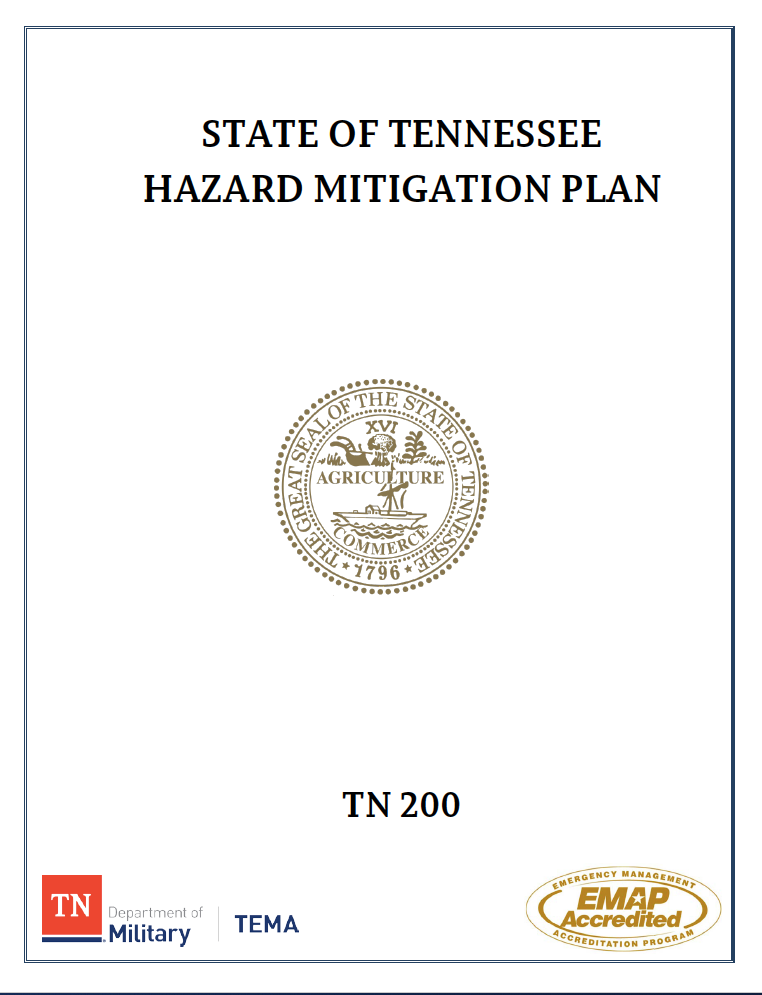 STATE OF TENNESSEE
HAZARD MITIGATION PLAN
THE GREAT SEAL OF THE STATE OF TENNESSEE
XVI
AGRICULTURE
COMMERCE
★ 1796 ★
TN 200
TN
Department of
Military
TEMA
EMERGENCY MANAGEMENT
EMAP
Accredited
ACCREDITATION PROGRAM